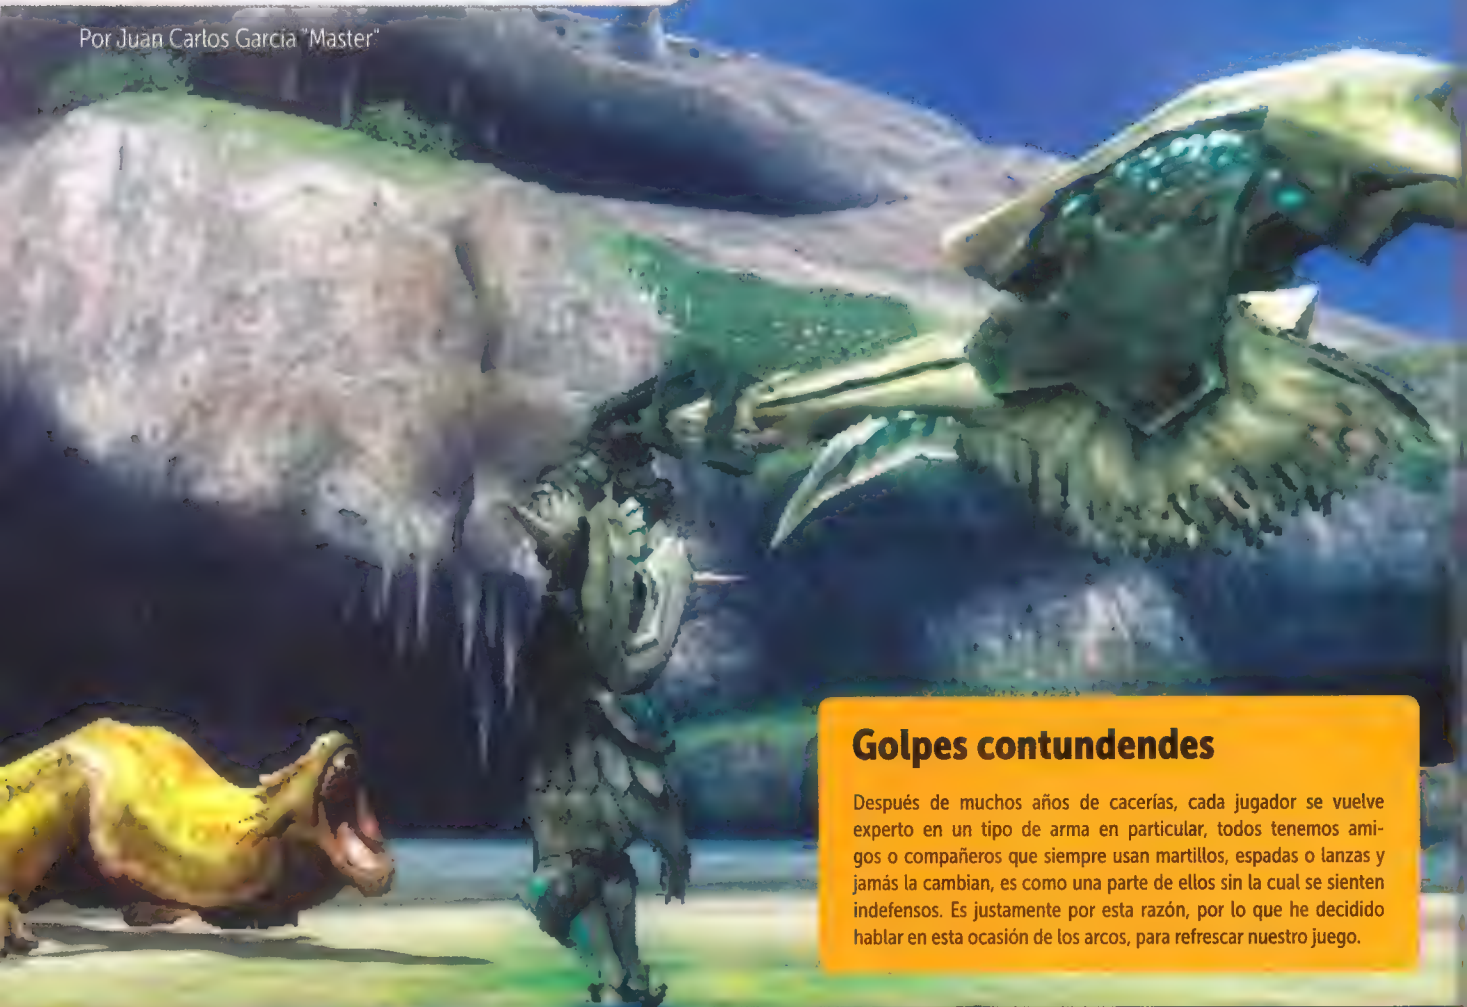 Por Juan Carlos García "Master"
Golpes contundendes
Después de muchos años de cacerías, cada jugador se vuelve
experto en un tipo de arma en particular, todos tenemos ami-
gos o compañeros que siempre usan martillos, espadas o lanzas y
jamás la cambian, es como una parte de ellos sin la cual se sienten
indefensos. Es justamente por esta razón, por lo que he decidido
hablar en esta ocasión de los arcos, para refrescar nuestro juego.